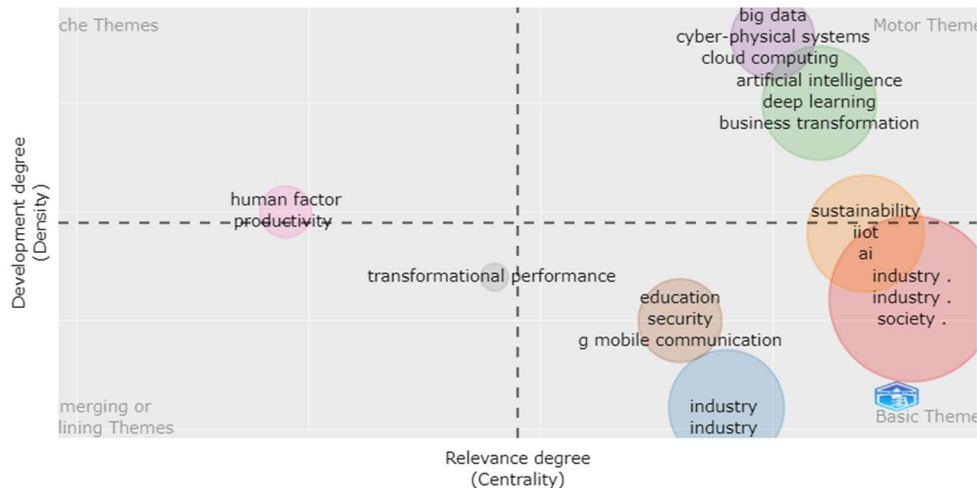 che Themes
Motor Theme
big data
cyber-physical systems
cloud computing
artificial intelligence
deep learning
business transformation
human factor
productivity
sustainability
iiot
ai
industry .
industry .
society .
transformational performance
education
security
g mobile communication
industry
industry
merging or
lining Themes
Basic Theme
Development degree
(Density)
Relevance degree
(Centrality)